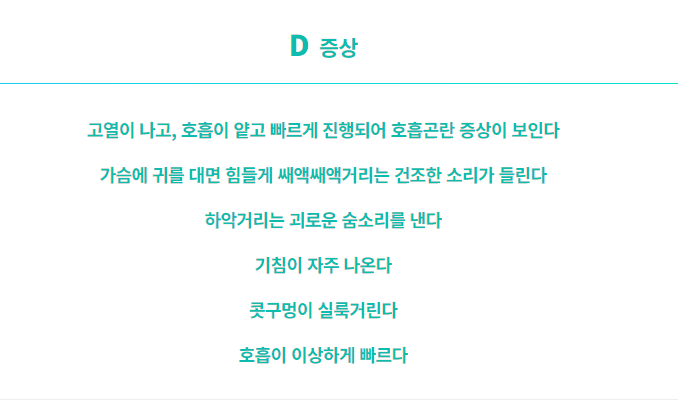 D 증상
고열이 나고, 호흡이 얕고 빠르게 진행되어 호흡곤란 증상이 보인다
가슴에 귀를 대면 힘들게 쌔액쌔액거리는 건조한 소리가 들린다
하악거리는 괴로운 숨소리를 낸다
기침이 자주 나온다
콧구멍이 실룩거린다
호흡이 이상하게 빠르다